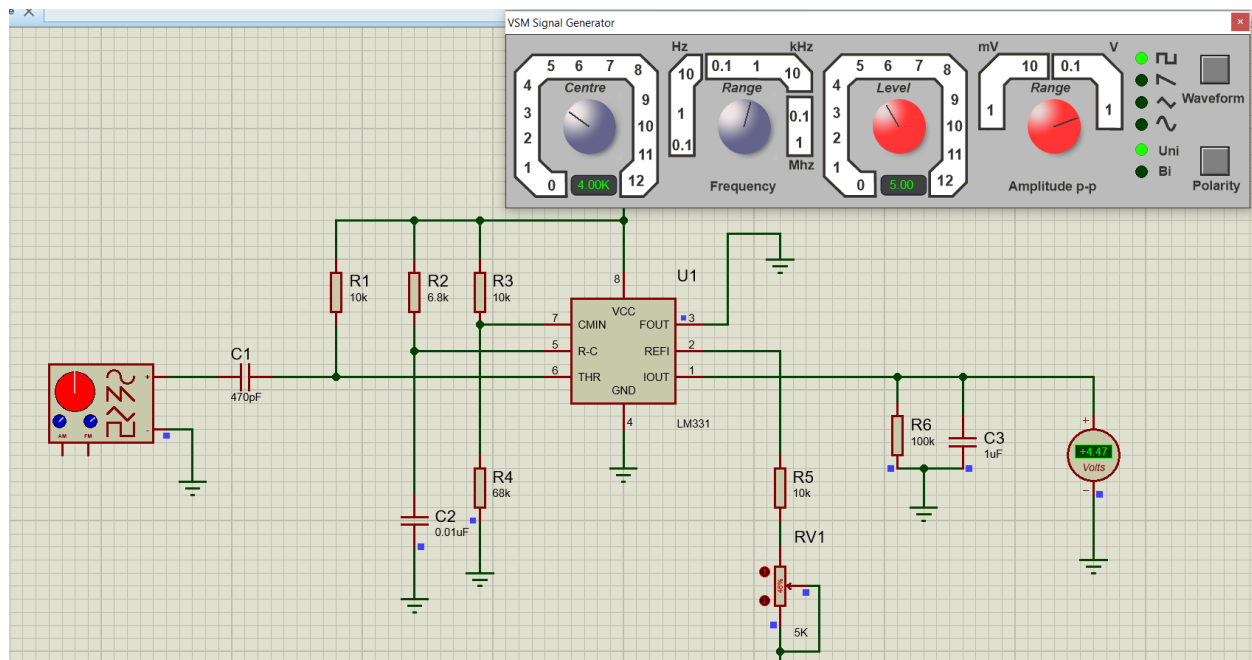 e
VSM Signal Generator
Hz kHz mV V
0 1 2 3 4 5 6 7 8 9 10 11 12
Centre
4.00K
0.1 1 10 0.1 1 10 0.1 1
Range
Mhz
Frequency
0 1 2 3 4 5 6 7 8 9 10 11 12
Level
5.00
1 10 0.1 1
Range
Amplitude p-p
Waveform
Uni
Bi
Polarity
R1
10k
R2
6.8k
R3
10k
U1
8
VCC
7 CMIN FOUT 3
5 R-C REFI 2
6 THR IOUT 1
GND
4
LM331
C1
470pF
+
-
AM FM
R4
68k
C2
0.01uF
R5
10k
RV1
46%
5K
R6
100k
C3
1uF
+
+4.47
Volts
-